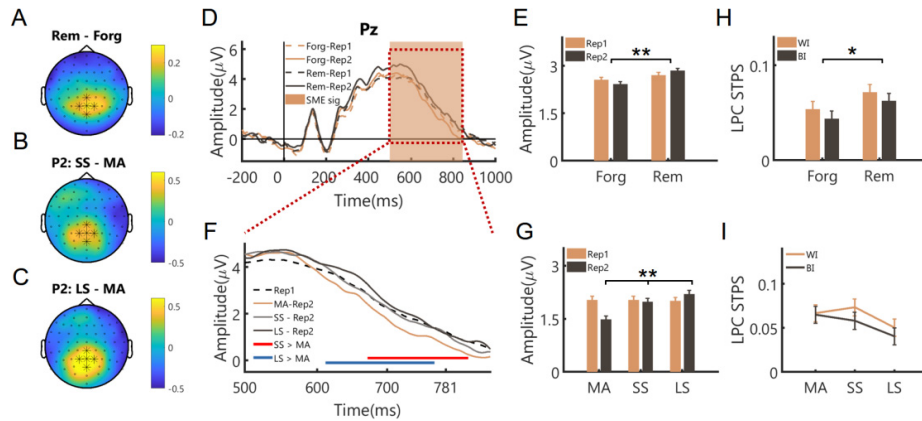 A
Rem - Forg
0.2
0
-0.2
B
P2: SS - MA
0.5
0
-0.5
C
P2: LS - MA
0.5
0
-0.5
D
Pz
Amplitude(μV)
6
4
2
0
Forg-Rep1
Forg-Rep2
Rem-Rep1
Rem-Rep2
SME sig
-200 0 200 400 600 800 1000
Time(ms)
E
Amplitude(μV)
3
1.5
0
Rep1
Rep2
**
Forg Rem
F
Amplitude(μV)
4
2
0
Rep1
MA-Rep2
SS - Rep2
LS - Rep2
SS > MA
LS > MA
500 600 700 781
Time(ms)
G
Amplitude(μV)
3
1.5
0
Rep1
Rep2
**
MA SS LS
H
LPC STPS
0.1
0
WI
BI
*
Forg Rem
I
LPC STPS
0.1
0.05
0
WI
BI
MA SS LS